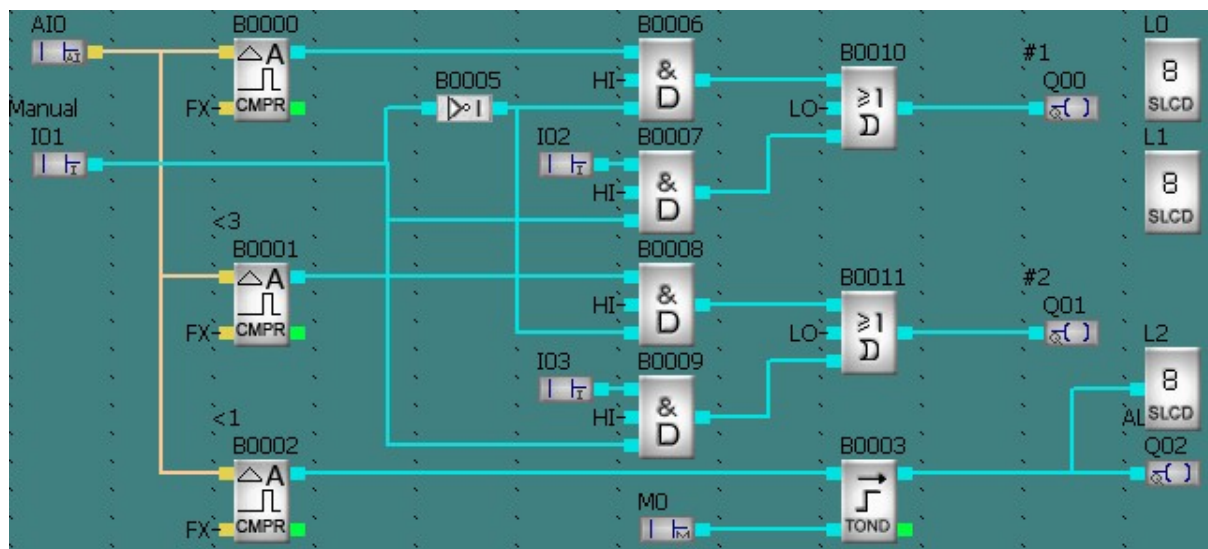 AI0 B0000 B0006 L0
A & B0010 #1 8
AI HI B0005 D ≥1 Q00 SLCD
Manual FX CMPR LO
I01 I02 B0007 L1
I I & 8
HI D SLCD
<3
B0001 B0008
A & B0011 #2
HI D ≥1 Q01
FX CMPR LO L2
I03 B0009 8
I & SLCD
<1 HI D AL
B0002 B0003 Q02
A
M0
FX CMPR M TOND